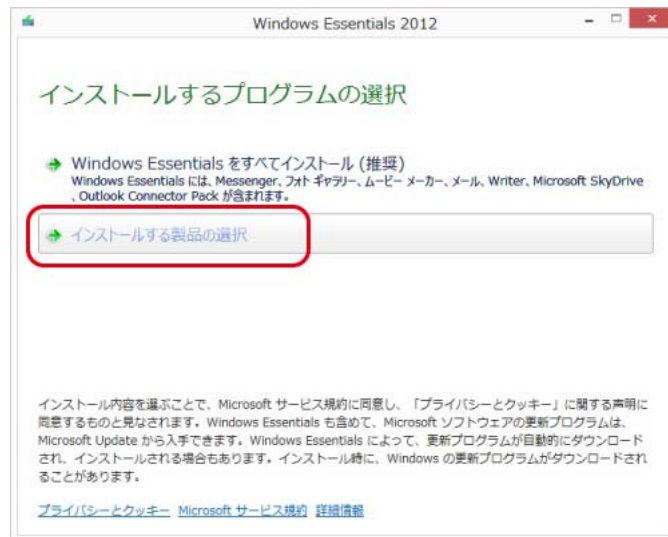 Windows Essentials 2012
インストールするプログラムの選択
Windows Essentials をすべてインストール (推奨)
Windows Essentials には、Messenger、フォト ギャラリー、ムービー メーカー、メール、Writer、Microsoft SkyDrive
、Outlook Connector Pack が含まれます。
インストールする製品の選択
インストール内容を選ぶことで、Microsoft サービス規約に同意し、「プライバシーとクッキー」に関する声明に
同意するものと見なされます。Windows Essentials も含めて、Microsoft ソフトウェアの更新プログラムは、
Microsoft Update から入手できます。Windows Essentials によって、更新プログラムが自動的にダウンロード
され、インストールされる場合もあります。インストール時に、Windows の更新プログラムがダウンロードされ
ることがあります。
プライバシーとクッキー Microsoft サービス規約 詳細情報